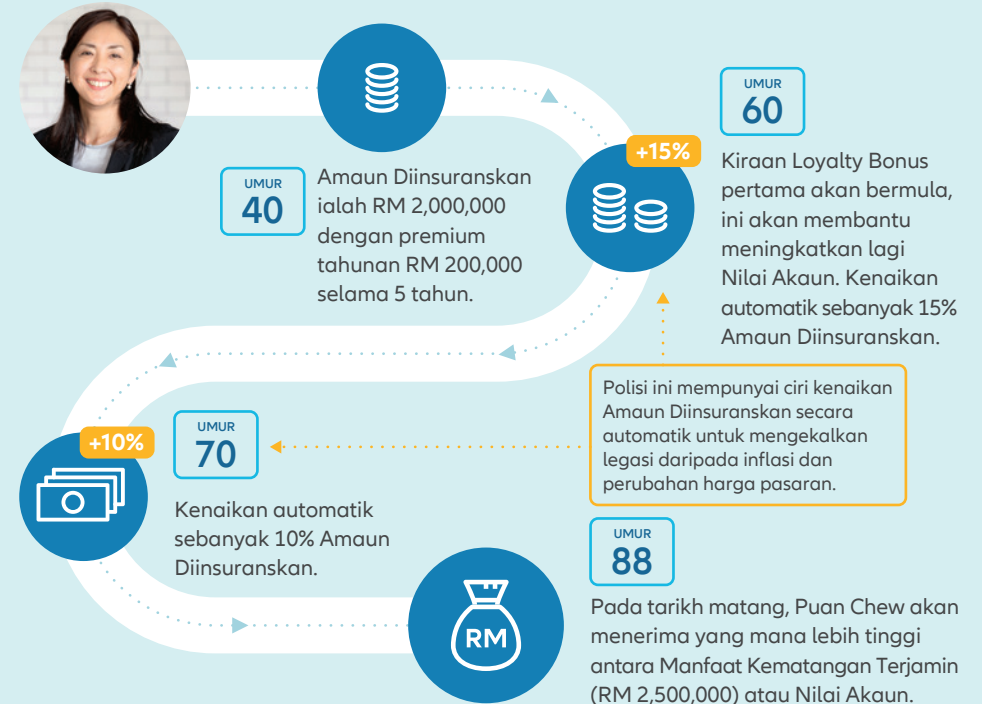 UMUR
40
Amaun Diinsuranskan
ialah RM 2,000,000
dengan premium
tahunan RM 200,000
selama 5 tahun.
+15%
UMUR
60
Kiraan Loyalty Bonus
pertama akan bermula,
ini akan membantu
meningkatkan lagi
Nilai Akaun. Kenaikan
automatik sebanyak 15%
Amaun Diinsuranskan.
Polisi ini mempunyai ciri kenaikan
Amaun Diinsuranskan secara
automatik untuk mengekalkan
legasi daripada inflasi dan
perubahan harga pasaran.
+10%
UMUR
70
Kenaikan automatik
sebanyak 10% Amaun
Diinsuranskan.
RM
UMUR
88
Pada tarikh matang, Puan Chew akan
menerima yang mana lebih tinggi
antara Manfaat Kematangan Terjamin
(RM 2,500,000) atau Nilai Akaun.